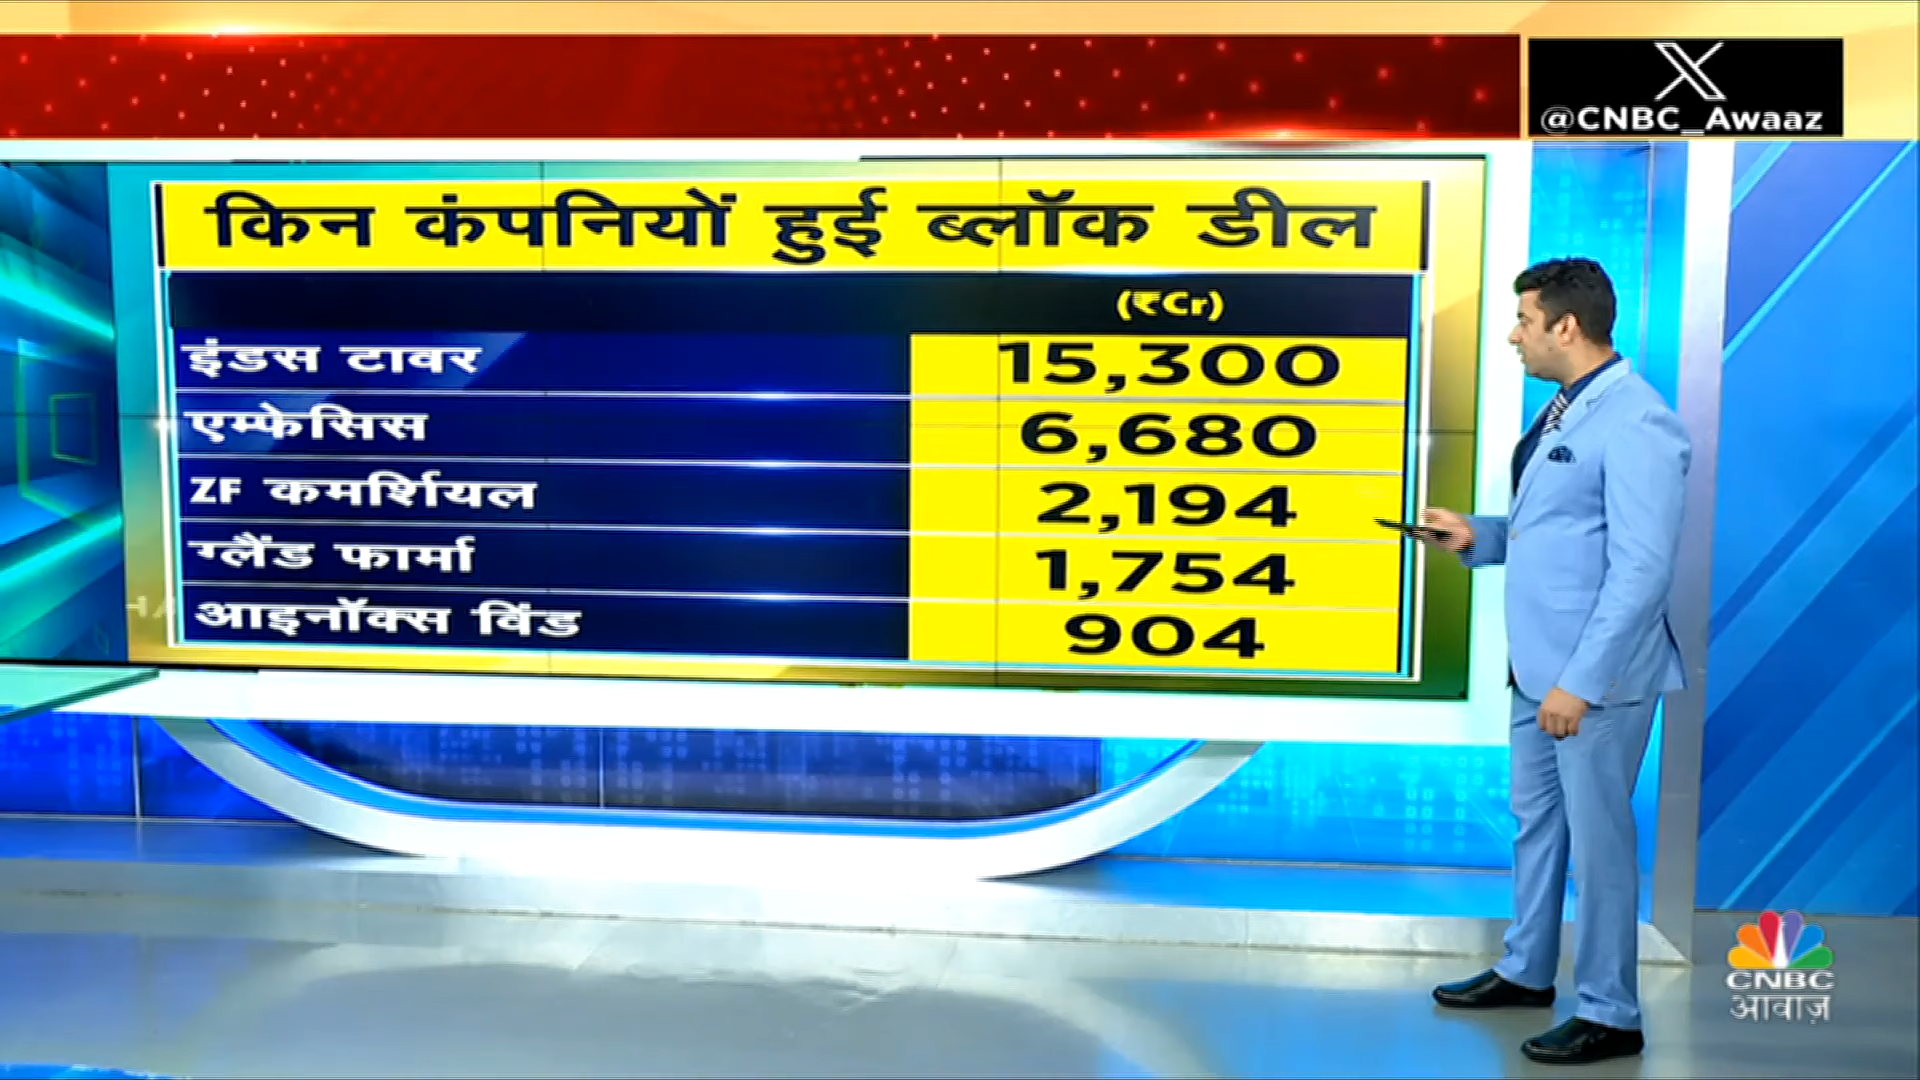 @CNBC_Awaaz
किन कंपनियों हुई ब्लॉक डील
(₹Cr)
इंडस टावर 15,300
एम्फेसिस 6,680
ZF कमर्शियल 2,194
ग्लैंड फार्मा 1,754
आइनॉक्स विंड 904
CNBC
आवाज़